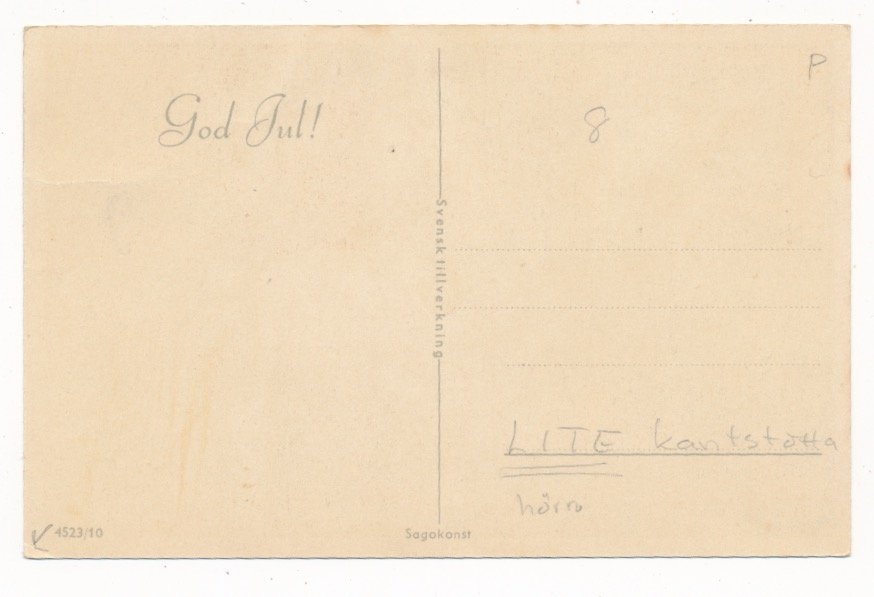 God Jul!
P
8
Svensk tillverkning
LITE kantstötta
hörn
4523/10
Sagokonst